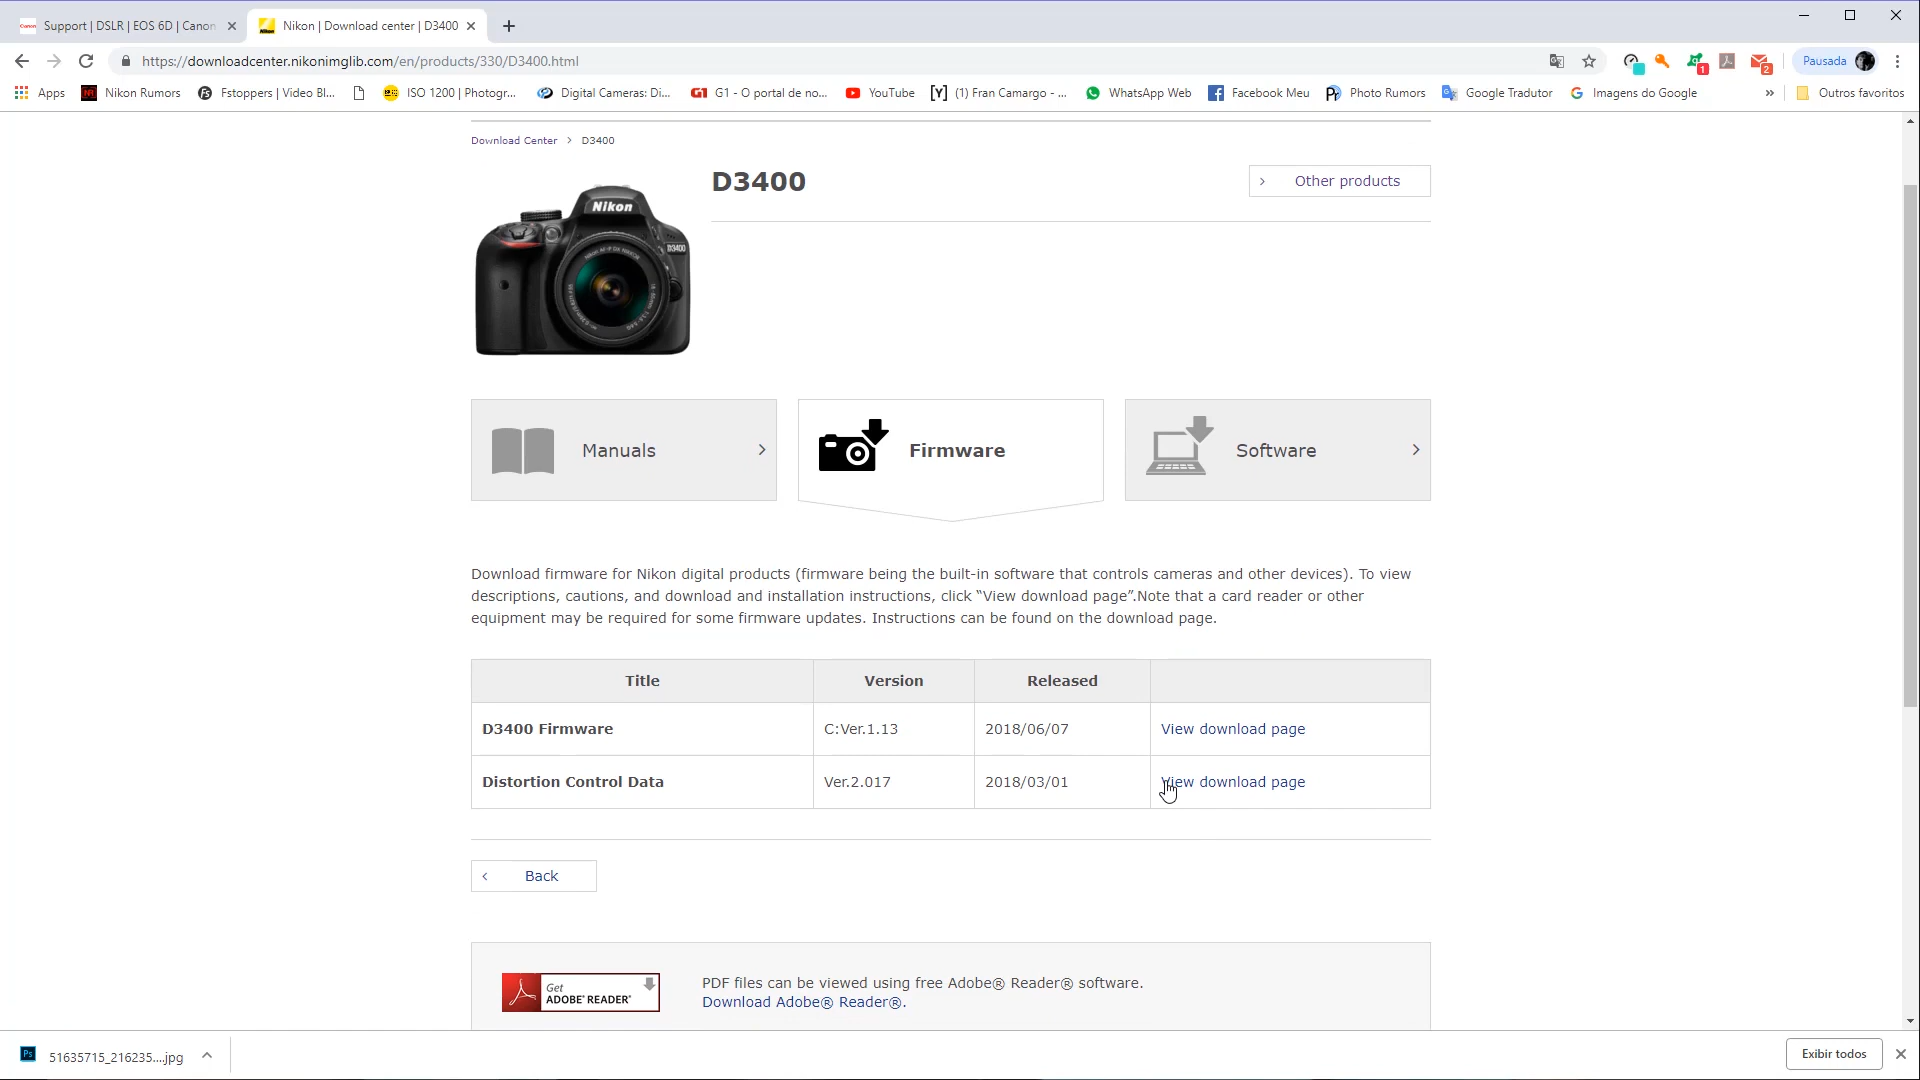 Support | DSLR | EOS 6D | Canon
Nikon | Download center | D3400
https://downloadcenter.nikonimglib.com/en/products/330/D3400.html
1
2
Pausada
Apps
Nikon Rumors
Fstoppers | Video Bl...
ISO 1200 | Photogr...
Digital Cameras: Di...
G1 - O portal de no...
YouTube
(1) Fran Camargo - ...
WhatsApp Web
Facebook Meu
Photo Rumors
Google Tradutor
Imagens do Google
»
Outros favoritos
Download Center > D3400
D3400
Other products
Nikon
D3400
Manuals
Firmware
Software
Download firmware for Nikon digital products (firmware being the built-in software that controls cameras and other devices). To view
descriptions, cautions, and download and installation instructions, click “View download page”.Note that a card reader or other
equipment may be required for some firmware updates. Instructions can be found on the download page.
Title Version Released
D3400 Firmware C:Ver.1.13 2018/06/07 View download page
Distortion Control Data Ver.2.017 2018/03/01 View download page
Back
Get
ADOBE® READER®
PDF files can be viewed using free Adobe® Reader® software.
Download Adobe® Reader®.
Ps
51635715_216235....jpg
Exibir todos